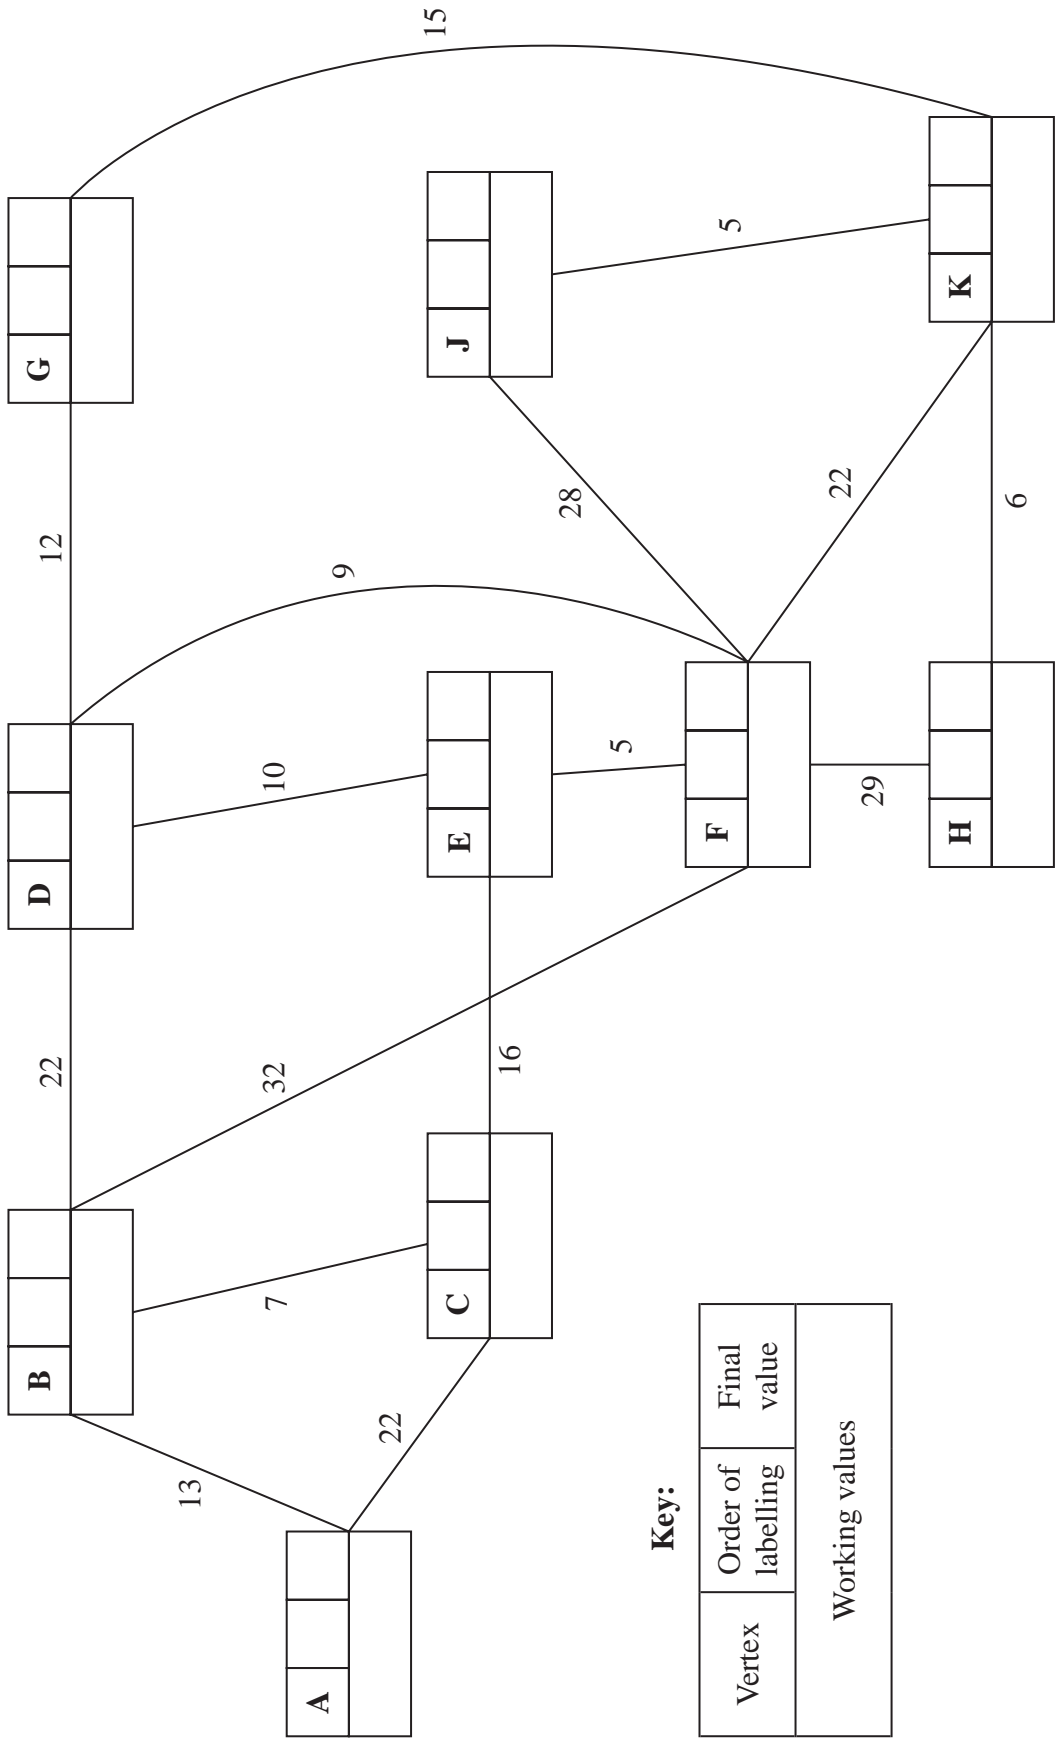 G
15
12
D
9
J
5
K
22
10
E
28
22
6
B
32
5
F
29
H
16
7
C
13
22
A
Key:
Vertex
Order of
labelling
Final
value
Working values